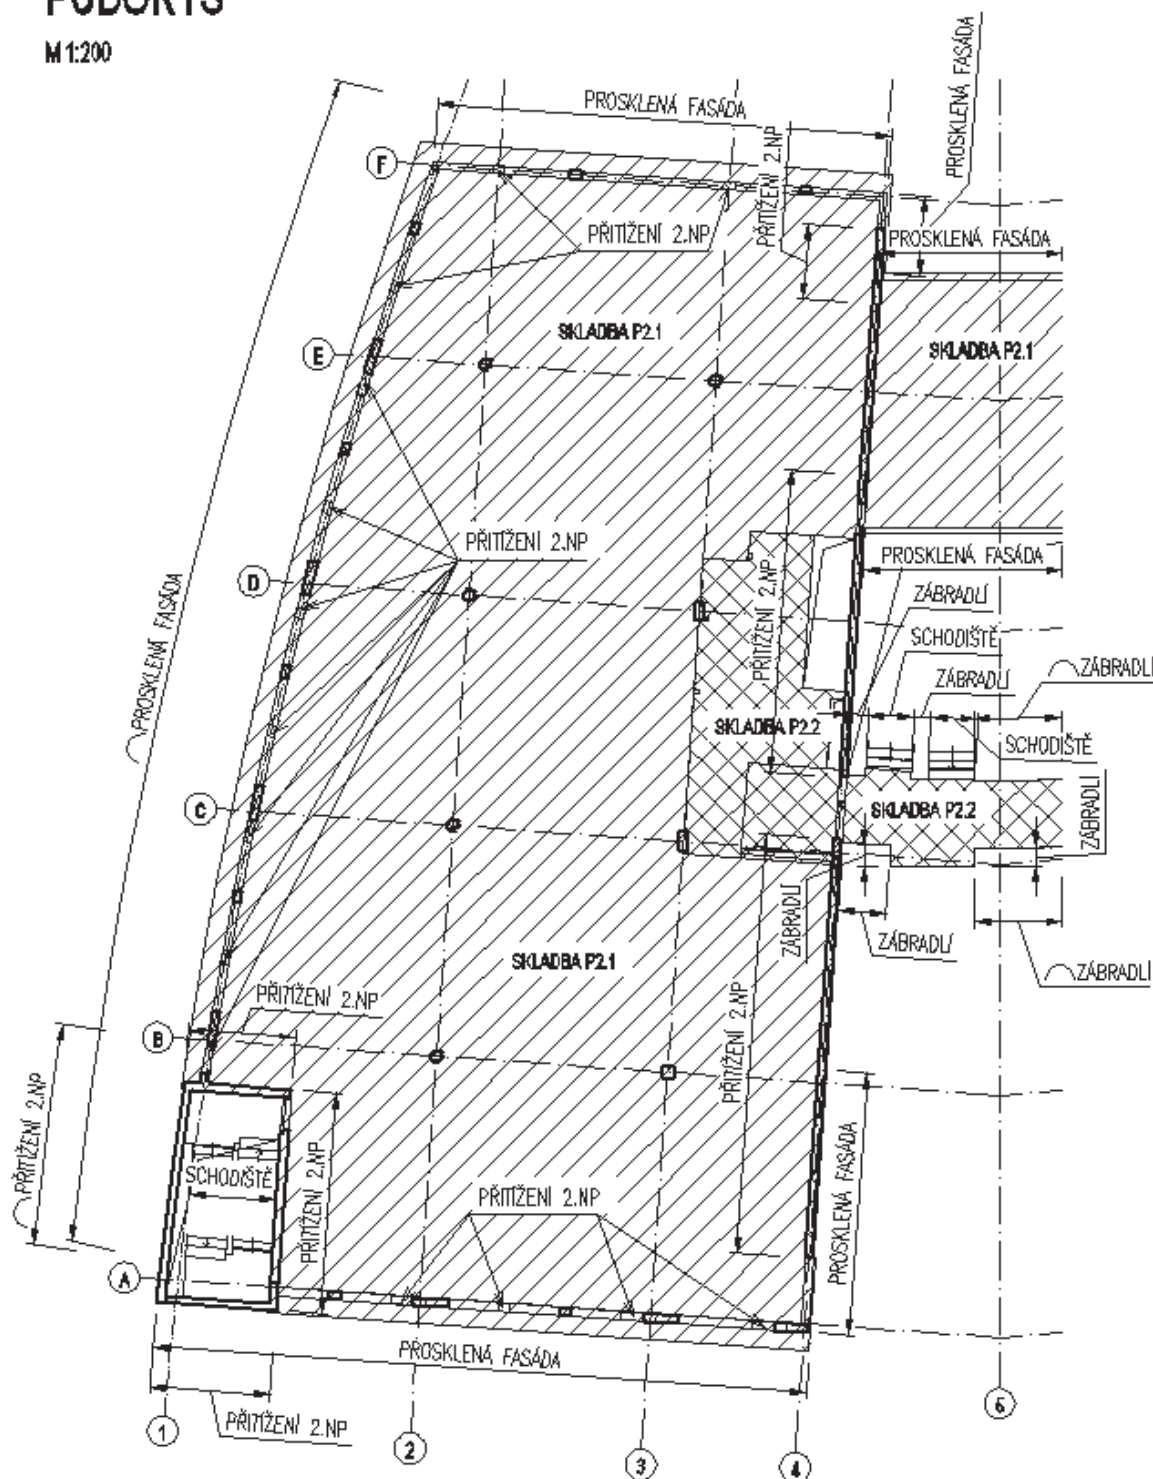 PŮDORYS
M 1:200
PROSKLENÁ FASÁDA
PROSKLENÁ FASÁDA
F
PŘITÍŽENÍ 2.NP
PŘITÍŽENÍ 2.NP
PROSKLENÁ FASÁDA
SKLADBA P2.1
SKLADBA P2.1
E
PŘITÍŽENÍ 2.NP
PROSKLENÁ FASÁDA
D
PŘITÍŽENÍ 2.NP
ZÁBRADLÍ
SCHODIŠTĚ
ZÁBRADLÍ
ZÁBRADLÍ
PROSKLENÁ FASÁDA
SKLADBA P2.2
SCHODIŠTĚ
C
SKLADBA P2.2
ZÁBRADLÍ
ZÁBRADLÍ
ZÁBRADLÍ
SKLADBA P2.1
ZÁBRADLÍ
PŘITÍŽENÍ 2.NP
B
PŘITÍŽENÍ 2.NP
PŘITÍŽENÍ 2.NP
SCHODIŠTĚ
PŘITÍŽENÍ 2.NP
PŘITÍŽENÍ 2.NP
PROSKLENÁ FASÁDA
A
PROSKLENÁ FASÁDA
PŘITÍŽENÍ 2.NP
1
2
3
4
6